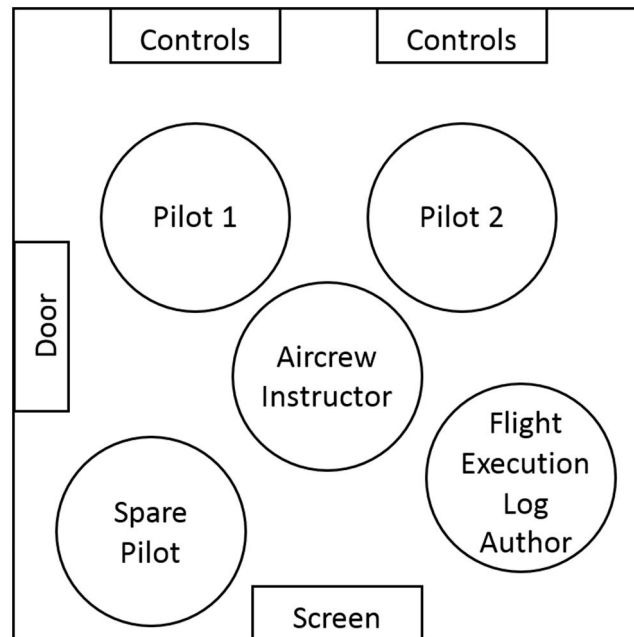 Controls
Controls
Pilot 1
Pilot 2
Door
Aircrew
Instructor
Flight
Execution
Log
Author
Spare
Pilot
Screen